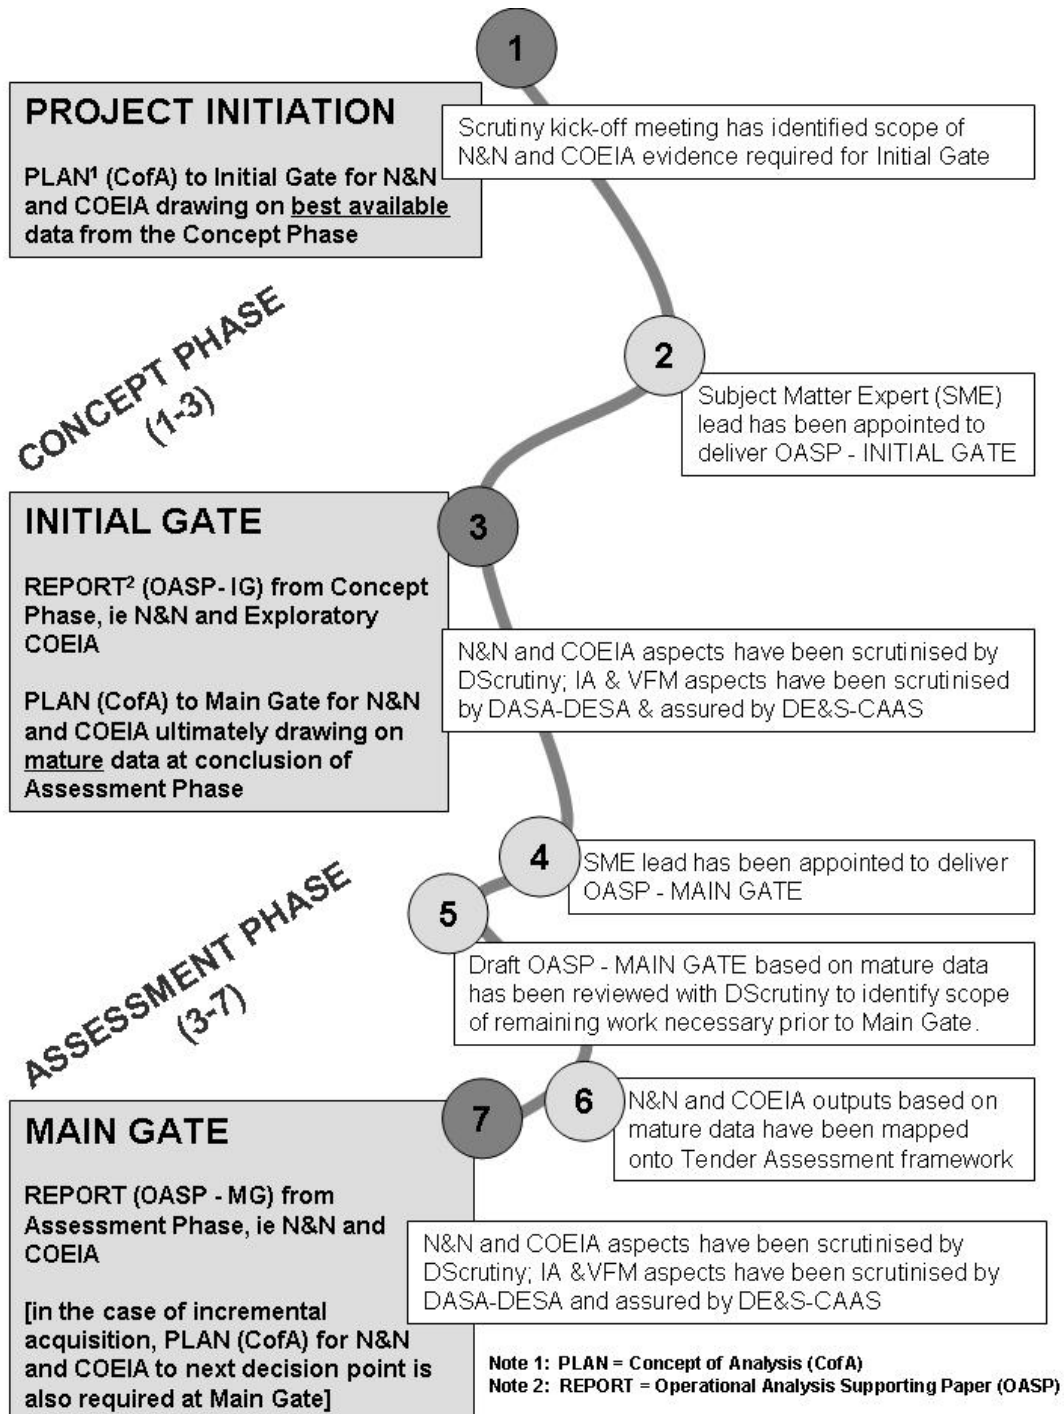 1
PROJECT INITIATION
PLAN¹ (CofA) to Initial Gate for N&N
and COEIA drawing on best available
data from the Concept Phase
Scrutiny kick-off meeting has identified scope of
N&N and COEIA evidence required for Initial Gate
CONCEPT PHASE
(1-3)
2
Subject Matter Expert (SME)
lead has been appointed to
deliver OASP - INITIAL GATE
INITIAL GATE
REPORT² (OASP- IG) from Concept
Phase, ie N&N and Exploratory
COEIA
PLAN (CofA) to Main Gate for N&N
and COEIA ultimately drawing on
mature data at conclusion of
Assessment Phase
3
N&N and COEIA aspects have been scrutinised by
DScrutiny; IA & VFM aspects have been scrutinised
by DASA-DESA & assured by DE&S-CAAS
ASSESSMENT PHASE
(3-7)
4
SME lead has been appointed to deliver
OASP - MAIN GATE
5
Draft OASP - MAIN GATE based on mature data
has been reviewed with DScrutiny to identify scope
of remaining work necessary prior to Main Gate.
6
N&N and COEIA outputs based on
mature data have been mapped
onto Tender Assessment framework
7
MAIN GATE
REPORT (OASP - MG) from
Assessment Phase, ie N&N and
COEIA
[in the case of incremental
acquisition, PLAN (CofA) for N&N
and COEIA to next decision point is
also required at Main Gate]
N&N and COEIA aspects have been scrutinised by
DScrutiny; IA &VFM aspects have been scrutinised by
DASA-DESA and assured by DE&S-CAAS
Note 1: PLAN = Concept of Analysis (CofA)
Note 2: REPORT = Operational Analysis Supporting Paper (OASP)